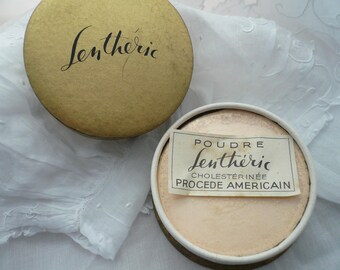 Lenthéric
POUDRE
Lenthéric
CHOLESTERINÉE
PROCEDE AMERICAIN